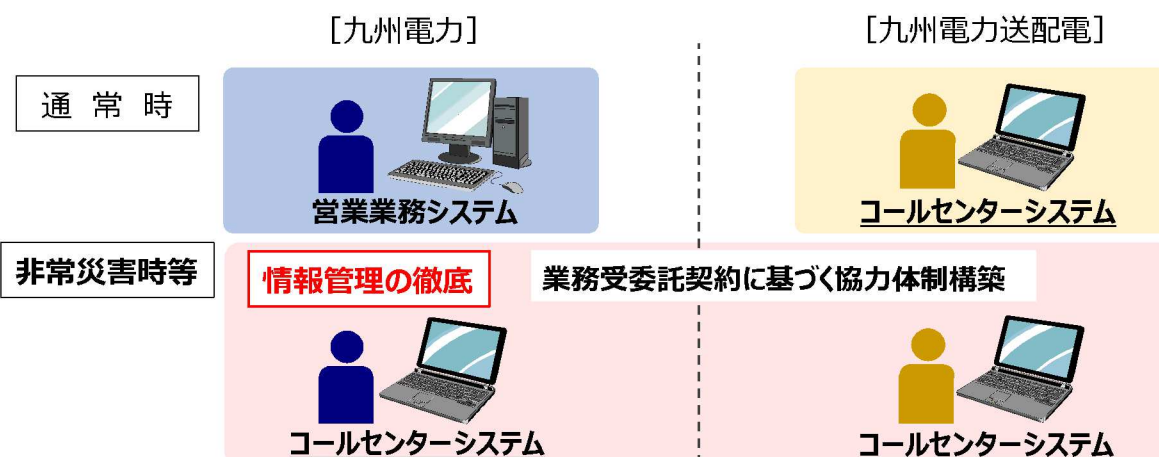 [九州電力]
[九州電力送配電]
通常時
営業業務システム
コールセンターシステム
非常災害時等
情報管理の徹底
業務受委託契約に基づく協力体制構築
コールセンターシステム
コールセンターシステム